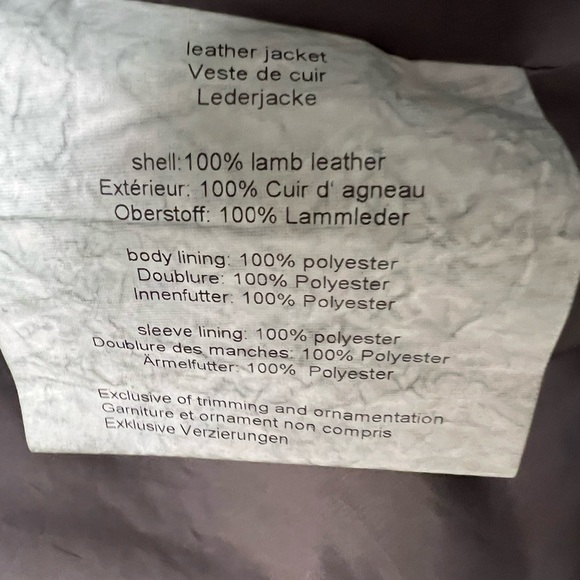 leather jacket
Veste de cuir
Lederjacke
shell:100% lamb leather
Extérieur: 100% Cuir d' agneau
Oberstoff: 100% Lammleder
body lining: 100% polyester
Doublure: 100% Polyester
Innenfutter: 100% Polyester
sleeve lining: 100% polyester
Doublure des manches: 100% Polyester
Ärmelfutter: 100% Polyester
Exclusive of trimming and ornamentation
Garniture et ornament non compris
Exklusive Verzierungen